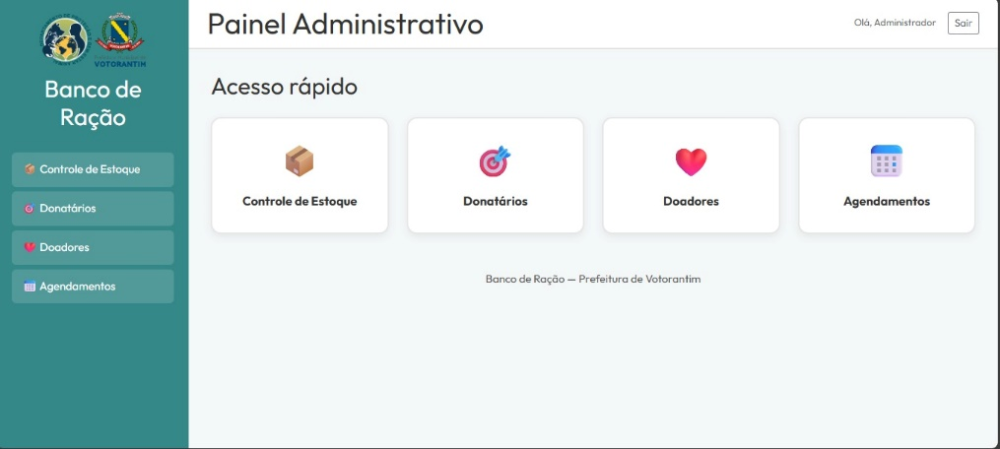 VOTORANTIM
Banco de
Ração
Controle de Estoque
Donatários
Doadores
Agendamentos
Painel Administrativo
Olá, Administrador
Sair
Acesso rápido
Controle de Estoque
Donatários
Doadores
Agendamentos
Banco de Ração — Prefeitura de Votorantim